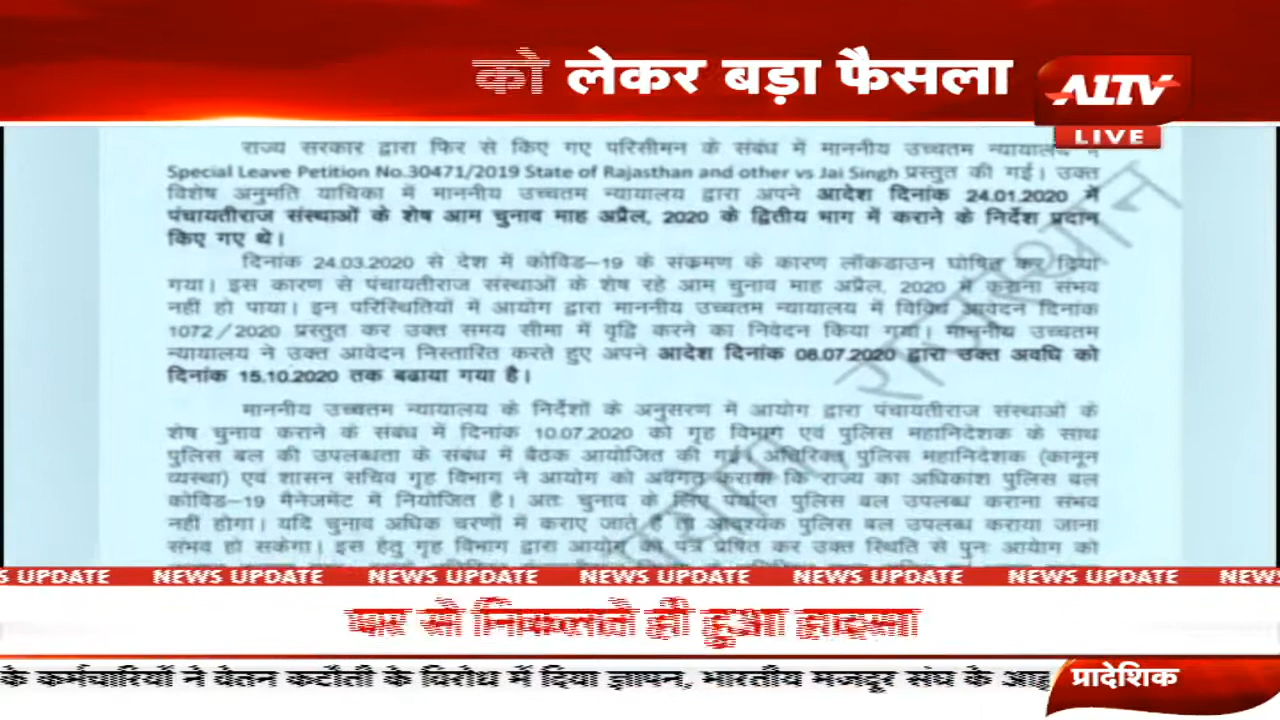 को लेकर बड़ा फैसला
A1TV
LIVE
राज्य सरकार द्वारा फिर से किए गए परिसीमन के संबंध में माननीय उच्चतम न्यायालय में
Special Leave Petition No.30471/2019 State of Rajasthan and other vs Jai Singh प्रस्तुत की गई। उक्त
विशेष अनुमति याचिका में माननीय उच्चतम न्यायालय द्वारा अपने आदेश दिनांक 24.01.2020 में
पंचायतीराज संस्थाओं के शेष आम चुनाव माह अप्रैल, 2020 के द्वितीय भाग में कराने के निर्देश प्रदान
किए गए थे।
दिनांक 24.03.2020 से देश में कोविड–19 के संक्रमण के कारण लॉकडाउन घोषित कर दिया
गया। इस कारण से पंचायतीराज संस्थाओं के शेष रहे आम चुनाव माह अप्रैल, 2020 में कराना संभव
नहीं हो पाया। इन परिस्थितियों में आयोग द्वारा माननीय उच्चतम न्यायालय में विविध आवेदन दिनांक
1072/2020 प्रस्तुत कर उक्त समय सीमा में वृद्धि करने का निवेदन किया गया। माननीय उच्चतम
न्यायालय ने उक्त आवेदन निस्तारित करते हुए अपने आदेश दिनांक 08.07.2020 द्वारा उक्त अवधि को
दिनांक 15.10.2020 तक बढाया गया है।
माननीय उच्चतम न्यायालय के निर्देशों के अनुसरण में आयोग द्वारा पंचायतीराज संस्थाओं के
शेष चुनाव कराने के संबंध में दिनांक 10.07.2020 को गृह विभाग एवं पुलिस महानिदेशक के साथ
पुलिस बल की उपलब्धता के संबंध में बैठक आयोजित की गई। अतिरिक्त पुलिस महानिदेशक (कानून
व्यवस्था) एवं शासन सचिव गृह विभाग ने आयोग को अवगत कराया कि राज्य का अधिकांश पुलिस बल
कोविड–19 मैनेजमेंट में नियोजित है। अतः चुनाव के लिए पर्याप्त पुलिस बल उपलब्ध कराना संभव
नहीं होगा। यदि चुनाव अधिक चरणों में कराए जाते हैं तो आवश्यक पुलिस बल उपलब्ध कराया जाना
संभव हो सकेगा। इस हेतु गृह विभाग द्वारा आयोग को पत्र प्रेषित कर उक्त स्थिति से पुनः आयोग को
राजस्थान
S UPDATE NEWS UPDATE NEWS UPDATE NEWS UPDATE NEWS UPDATE NEWS UPDATE NEWS
घर से निकलते ही हुआ हादसा
के कर्मचारियों ने वेतन कटौती के विरोध में दिया ज्ञापन, भारतीय मजदूर संघ के आह
प्रादेशिक